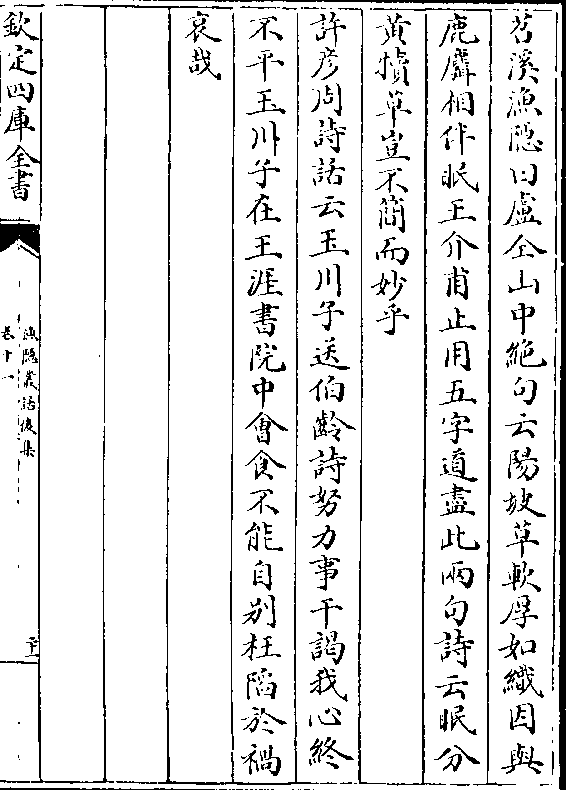 苕溪漁隠曰盧仝山中絶句云陽坡草軟厚如織因與
鹿麛相伴眠王介甫止用五字道盡此兩句詩云眠分
黄犢草豈不簡而妙乎
許彦周詩話云玉川子送伯齡詩努力事干謁我心終
不平玉川子在王涯書院中㑹食不能自别枉陷於禍
哀哉
欽定四庫全書
漁隠叢話後集
卷十一